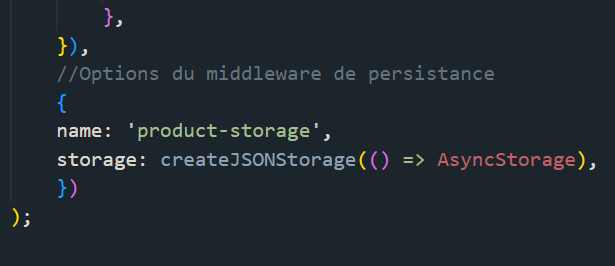 },
}),
//Options du middleware de persistance
{
name: 'product-storage',
storage: createJSONStorage(() => AsyncStorage),
})
);